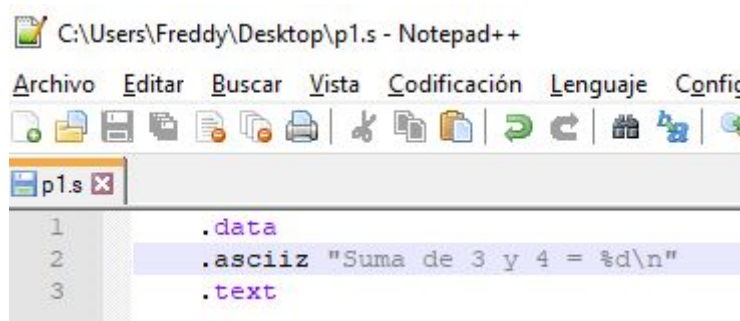 C:\Users\Freddy\Desktop\p1.s - Notepad++
Archivo Editar Buscar Vista Codificación Lenguaje Config
p1.s
1 .data
2 .asciiz "Suma de 3 y 4 = %d\n"
3 .text